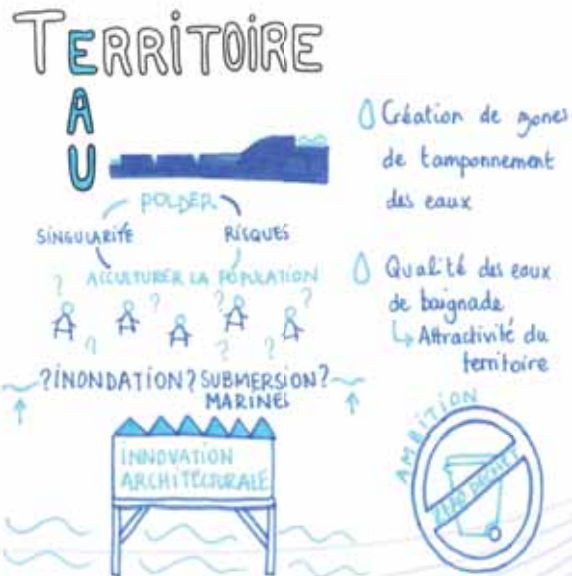 TERRITOIRE
EAU
POLDER
SINGULARITÉ
RISQUES
ACCULTURER LA POPULATION
? ? ? ? ?
? ? ?
?INONDATION? SUBMERSION?
MARINE
INNOVATION
ARCHITECTURALE
Création de zones
de tamponnement
des eaux
Qualité des eaux
de baignade
↳ Attractivité du
territoire
AMBITION
ZÉRO DÉCHET